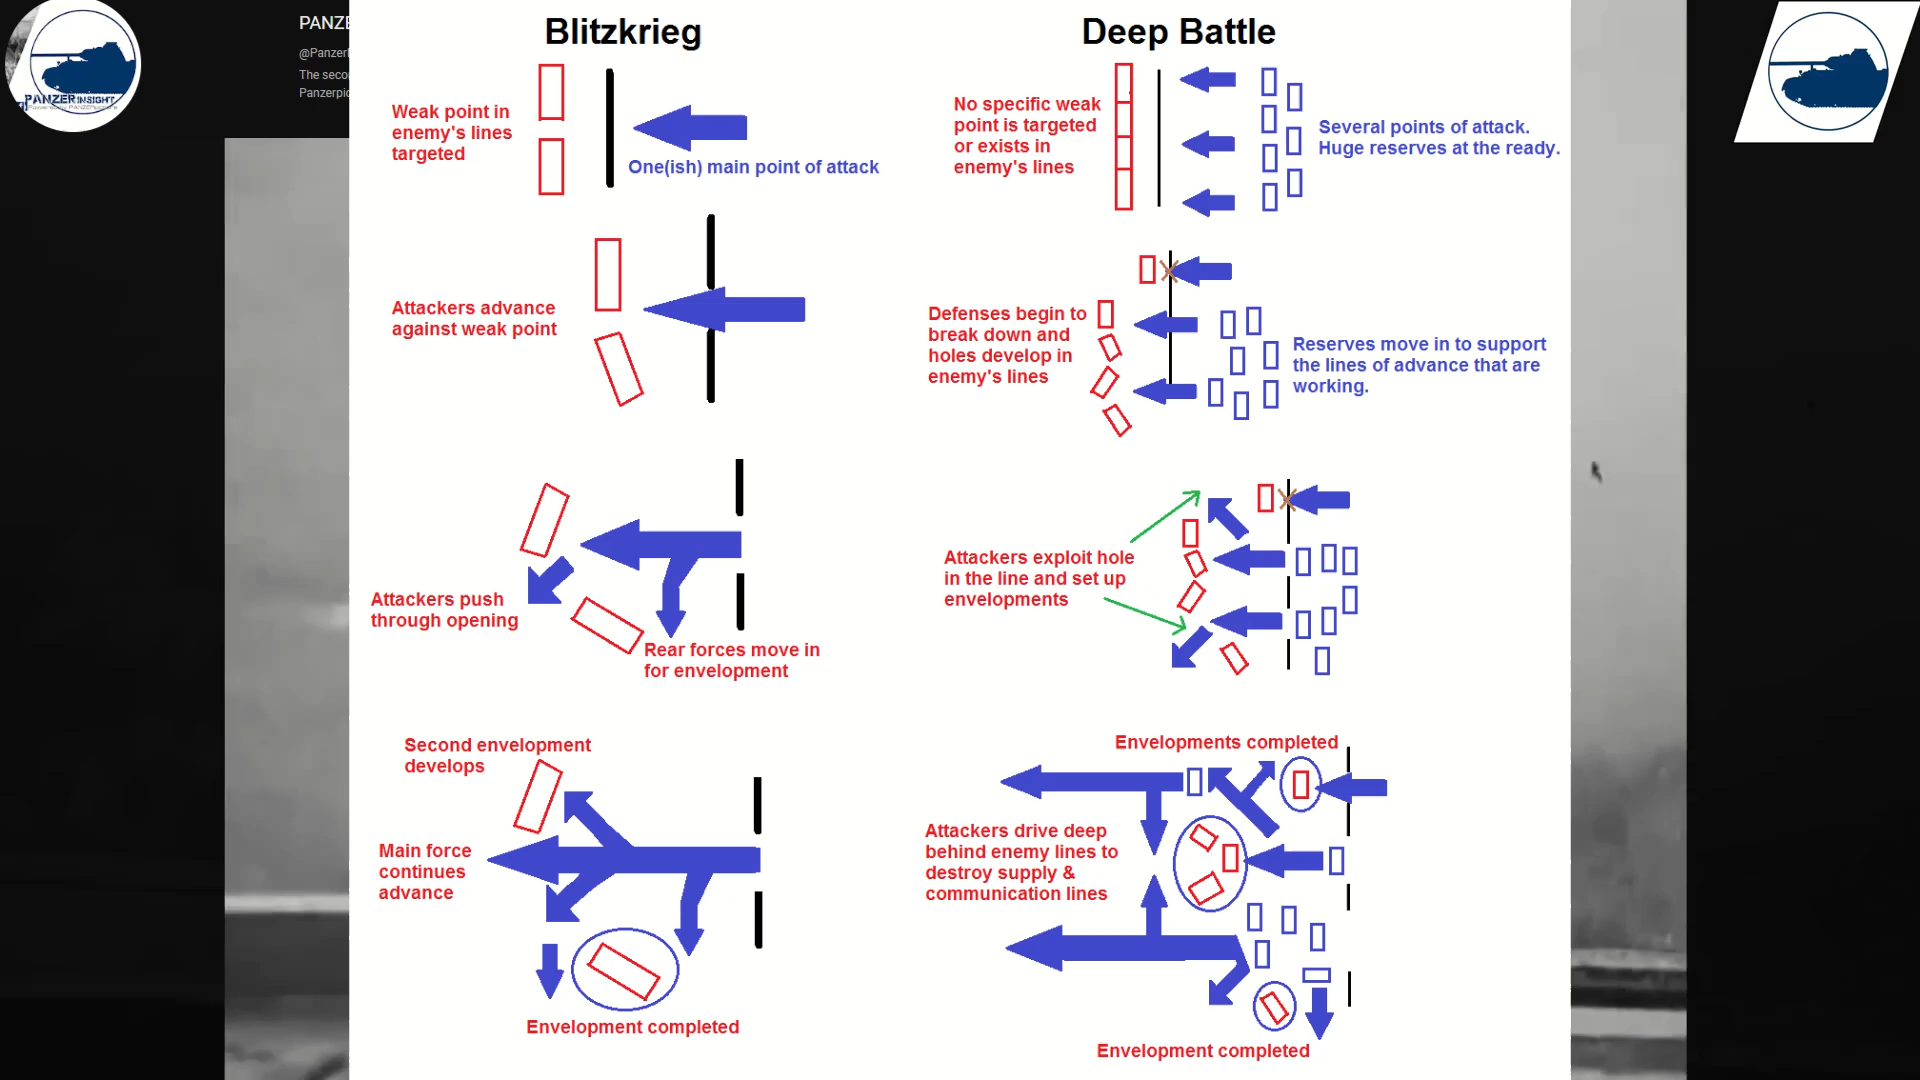 PANZE
@Panzer
The seco
Panzerpic
PANZERINSIGHT
Blitzkrieg
Weak point in
enemy's lines
targeted
One(ish) main point of attack
Attackers advance
against weak point
Attackers push
through opening
Rear forces move in
for envelopment
Second envelopment
develops
Main force
continues
advance
Envelopment completed
Deep Battle
No specific weak
point is targeted
or exists in
enemy's lines
Several points of attack.
Huge reserves at the ready.
Defenses begin to
break down and
holes develop in
enemy's lines
Reserves move in to support
the lines of advance that are
working.
Attackers exploit hole
in the line and set up
envelopments
Envelopments completed
Attackers drive deep
behind enemy lines to
destroy supply &
communication lines
Envelopment completed